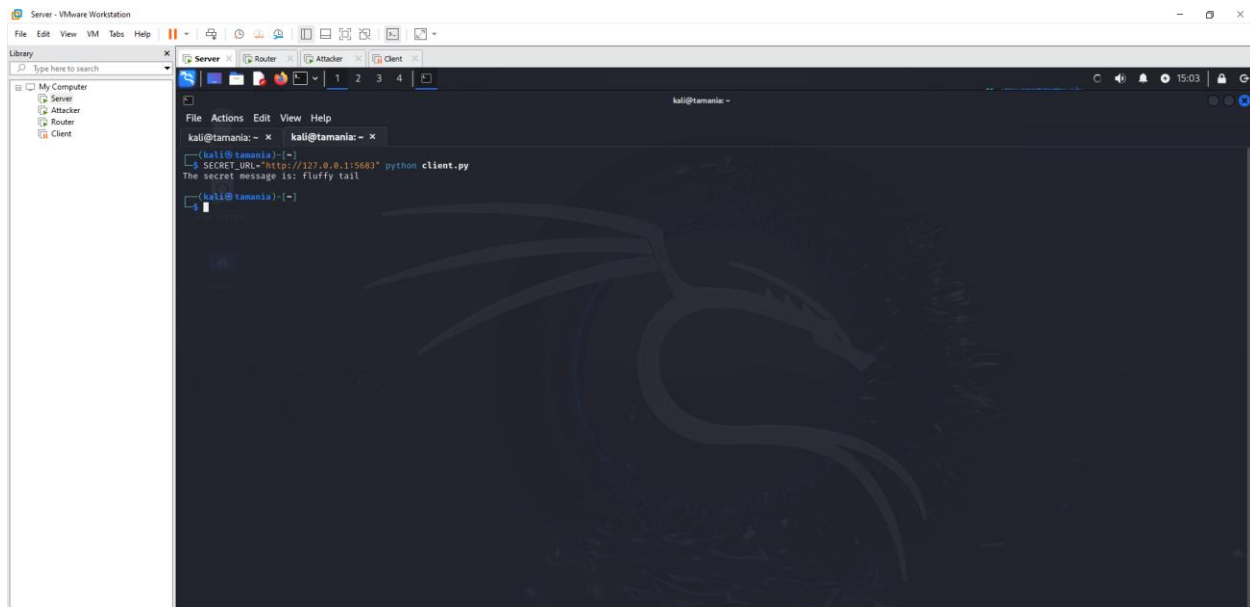 Server - VMware Workstation
File Edit View VM Tabs Help
Library
Type here to search
My Computer
Server
Attacker
Router
Client
Server Router Attacker Client
1 2 3 4 15:03
kali@tamania: ~
File Actions Edit View Help
kali@tamania: ~ kali@tamania: ~
(kali㉿tamania)-[~]
$ SECRET_URL="http://127.0.0.1:5683" python client.py
The secret message is: fluffy tail
(kali㉿tamania)-[~]
$